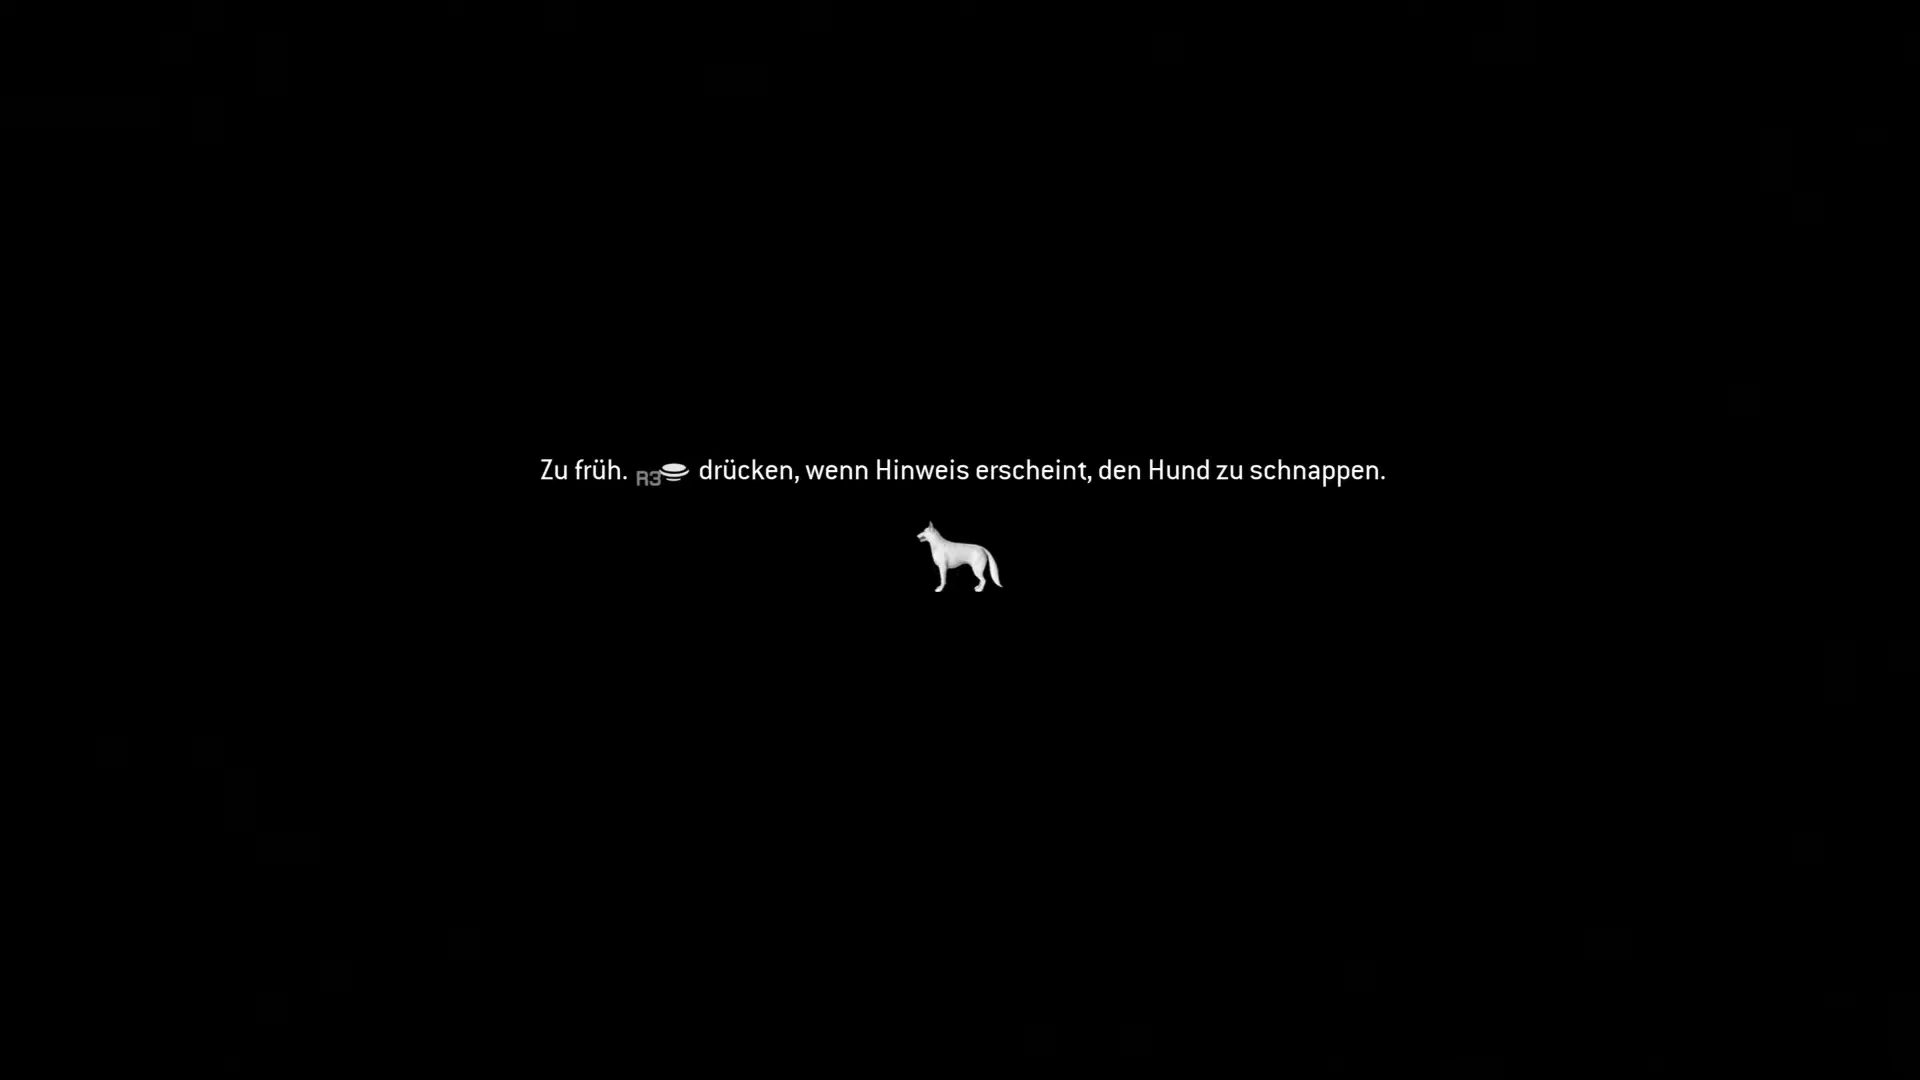 Zu früh. R3 drücken, wenn Hinweis erscheint, den Hund zu schnappen.